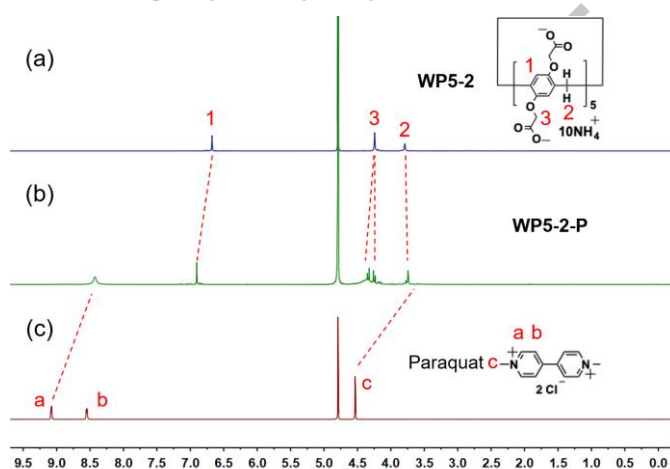 (a)
WP5-2
1
3
2
1
O
O
O
H
H
5
3
2
O
O
O
10NH4+
(b)
WP5-2-P
(c)
a
b
c
Paraquat c
a b
N+
N+
2 Cl−
9.5 9.0 8.5 8.0 7.5 7.0 6.5 6.0 5.5 5.0 4.5 4.0 3.5 3.0 2.5 2.0 1.5 1.0 0.5 0.0